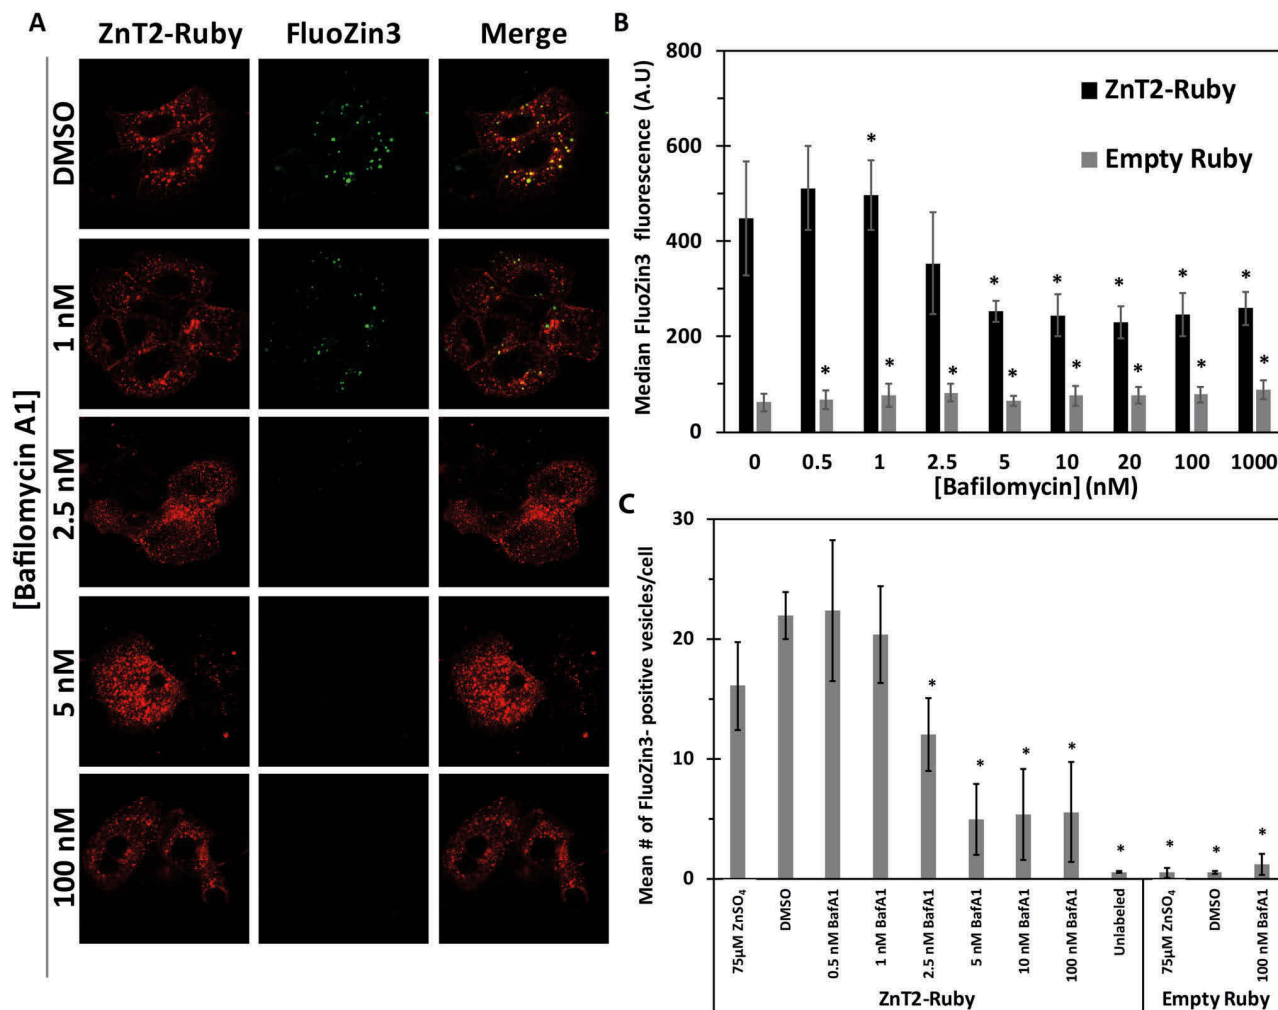 A
ZnT2-Ruby FluoZin3 Merge
[Bafilomycin A1]
DMSO
1 nM
2.5 nM
5 nM
100 nM
B
Median FluoZin3 fluorescence (A.U)
800
600
400
200
0
ZnT2-Ruby
Empty Ruby
* * * * * *
* * * * * * * *
0 0.5 1 2.5 5 10 20 100 1000
[Bafilomycin] (nM)
C
Mean # of FluoZin3- positive vesicles/cell
30
20
10
0
* * * * * * * *
75µM ZnSO₄
DMSO
0.5 nM BafA1
1 nM BafA1
2.5 nM BafA1
5 nM BafA1
10 nM BafA1
100 nM BafA1
Unlabeled
75µM ZnSO₄
DMSO
100 nM BafA1
ZnT2-Ruby Empty Ruby